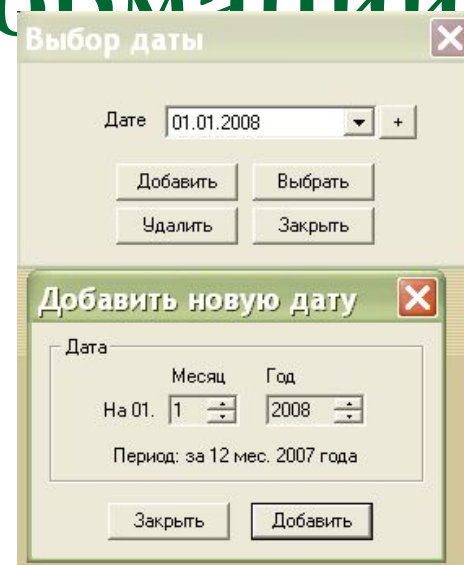 Выбор даты
Дате 01.01.2008 +
Добавить Выбрать
Удалить Закрыть
Добавить новую дату
Дата
Месяц Год
На 01. 1 2008
Период: за 12 мес. 2007 года
Закрыть Добавить